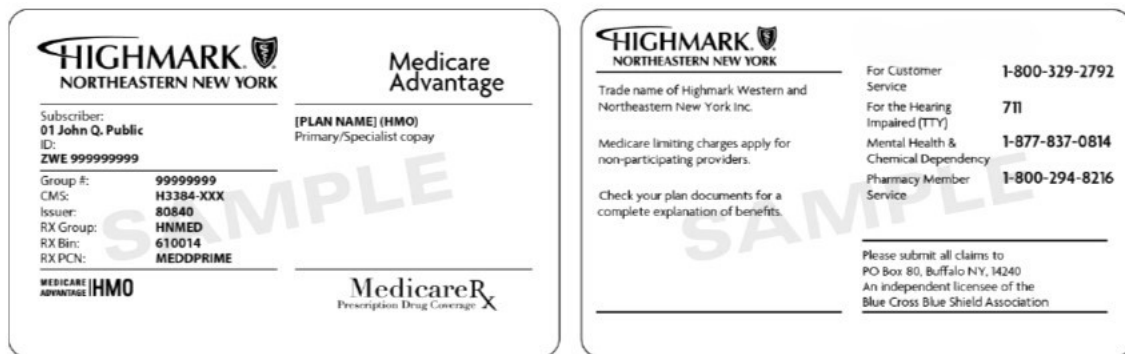 HIGHMARK
NORTHEASTERN NEW YORK
Medicare
Advantage
Subscriber:
01 John Q. Public
ID:
ZWE 999999999
[PLAN NAME] (HMO)
Primary/Specialist copay
Group #: 99999999
CMS: H3384-XXX
Issuer: 80840
RX Group: HNMED
RX Bin: 610014
RX PCN: MEDDPRIME
SAMPLE
MEDICARE
ADVANTAGE HMO
MedicareRx
Prescription Drug Coverage
HIGHMARK
NORTHEASTERN NEW YORK
Trade name of Highmark Western and
Northeastern New York Inc.
Medicare limiting charges apply for
non-participating providers.
Check your plan documents for a
complete explanation of benefits.
For Customer
Service 1-800-329-2792
For the Hearing
Impaired (TTY) 711
Mental Health &
Chemical Dependency 1-877-837-0814
Pharmacy Member
Service 1-800-294-8216
SAMPLE
Please submit all claims to
PO Box 80, Buffalo NY, 14240
An independent licensee of the
Blue Cross Blue Shield Association